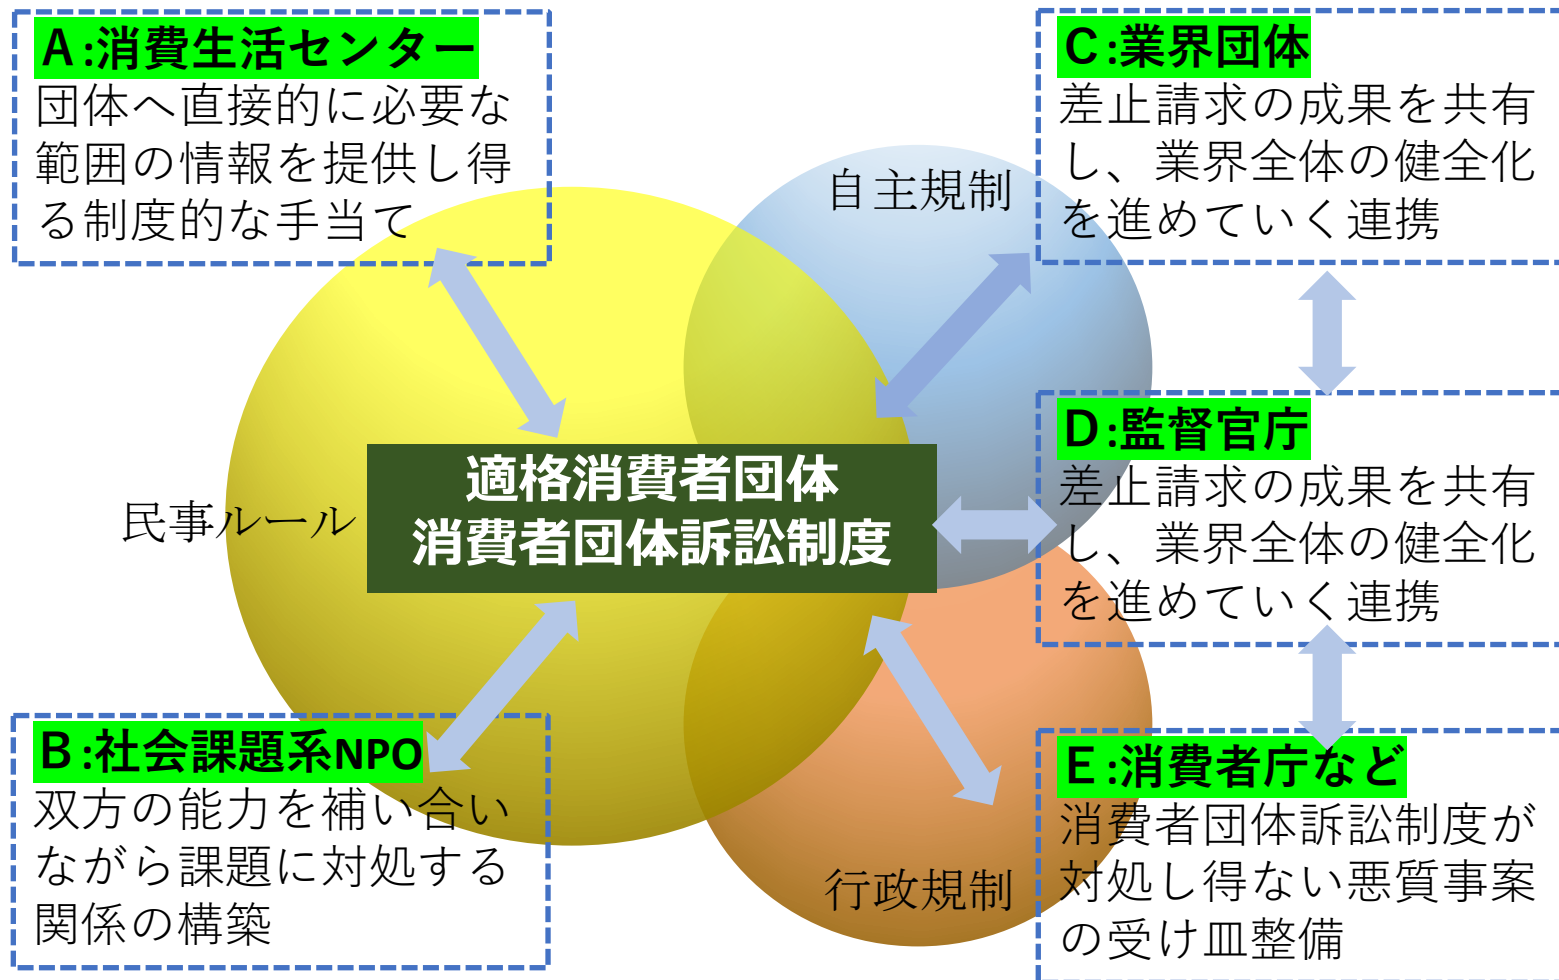 A:消費生活センター
団体へ直接的に必要な
範囲の情報を提供し得
る制度的な手当て
C:業界団体
差止請求の成果を共有
し、業界全体の健全化
を進めていく連携
自主規制
D:監督官庁
差止請求の成果を共有
し、業界全体の健全化
を進めていく連携
適格消費者団体
消費者団体訴訟制度
民事ルール
B:社会課題系NPO
双方の能力を補い合い
ながら課題に対処する
関係の構築
E:消費者庁など
消費者団体訴訟制度が
対処し得ない悪質事案
の受け皿整備
行政規制